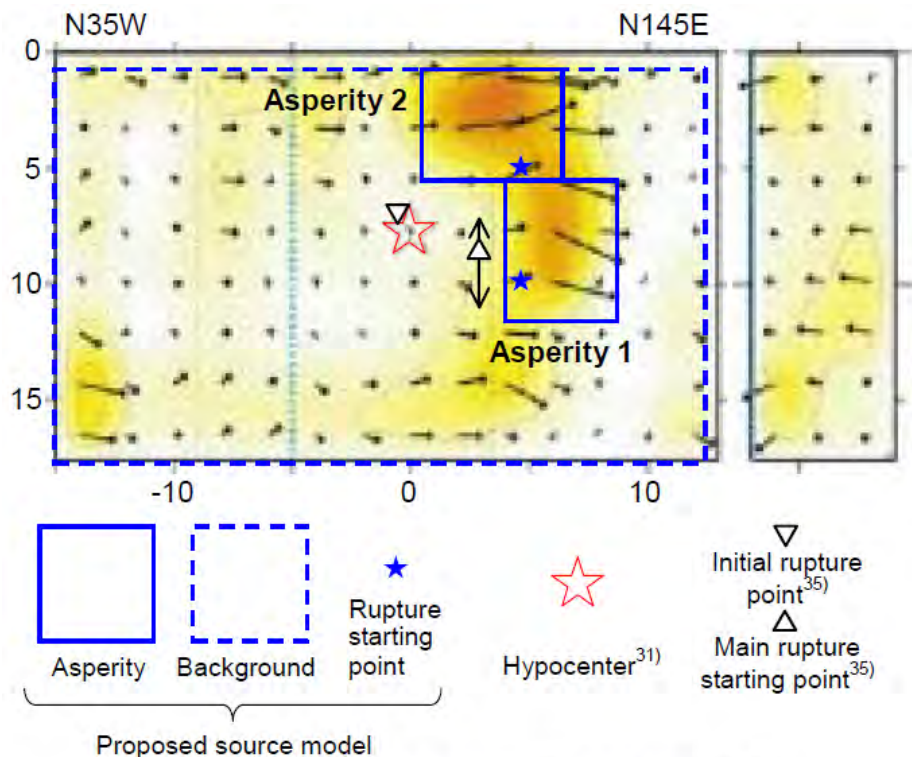 N35W N145E
0
Asperity 2
5
10
Asperity 1
15
-10 0 10
Asperity
Background
Rupture
starting
point
Hypocenter31)
Initial rupture
point35)
Main rupture
starting point35)
Proposed source model